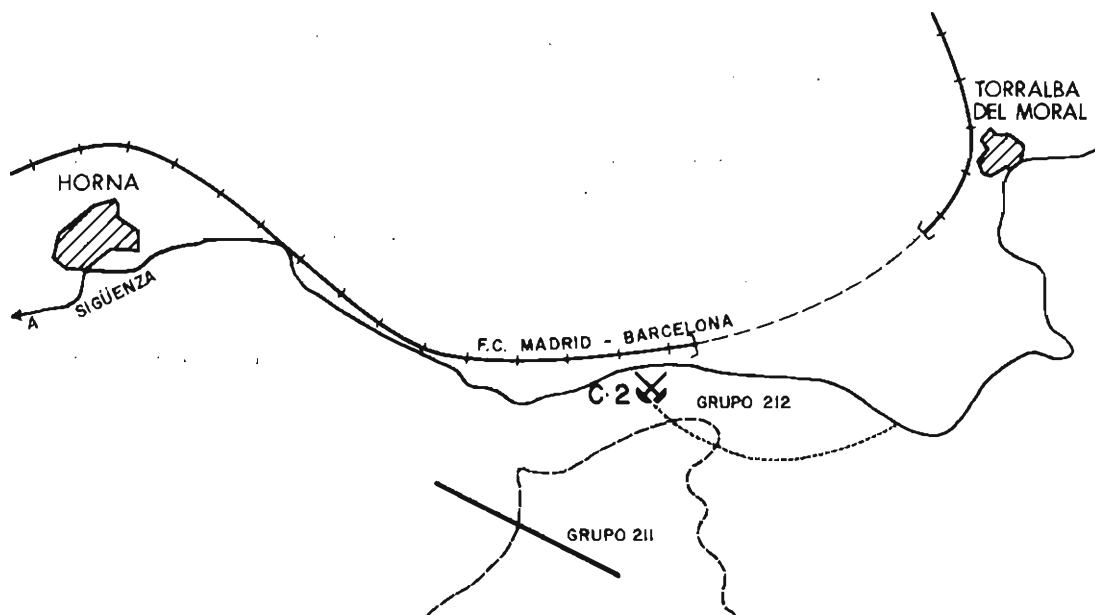 TORRALBA
DEL MORAL
HORNA
A SIGÜENZA
F.C. MADRID - BARCELONA
C-2
GRUPO 212
GRUPO 211